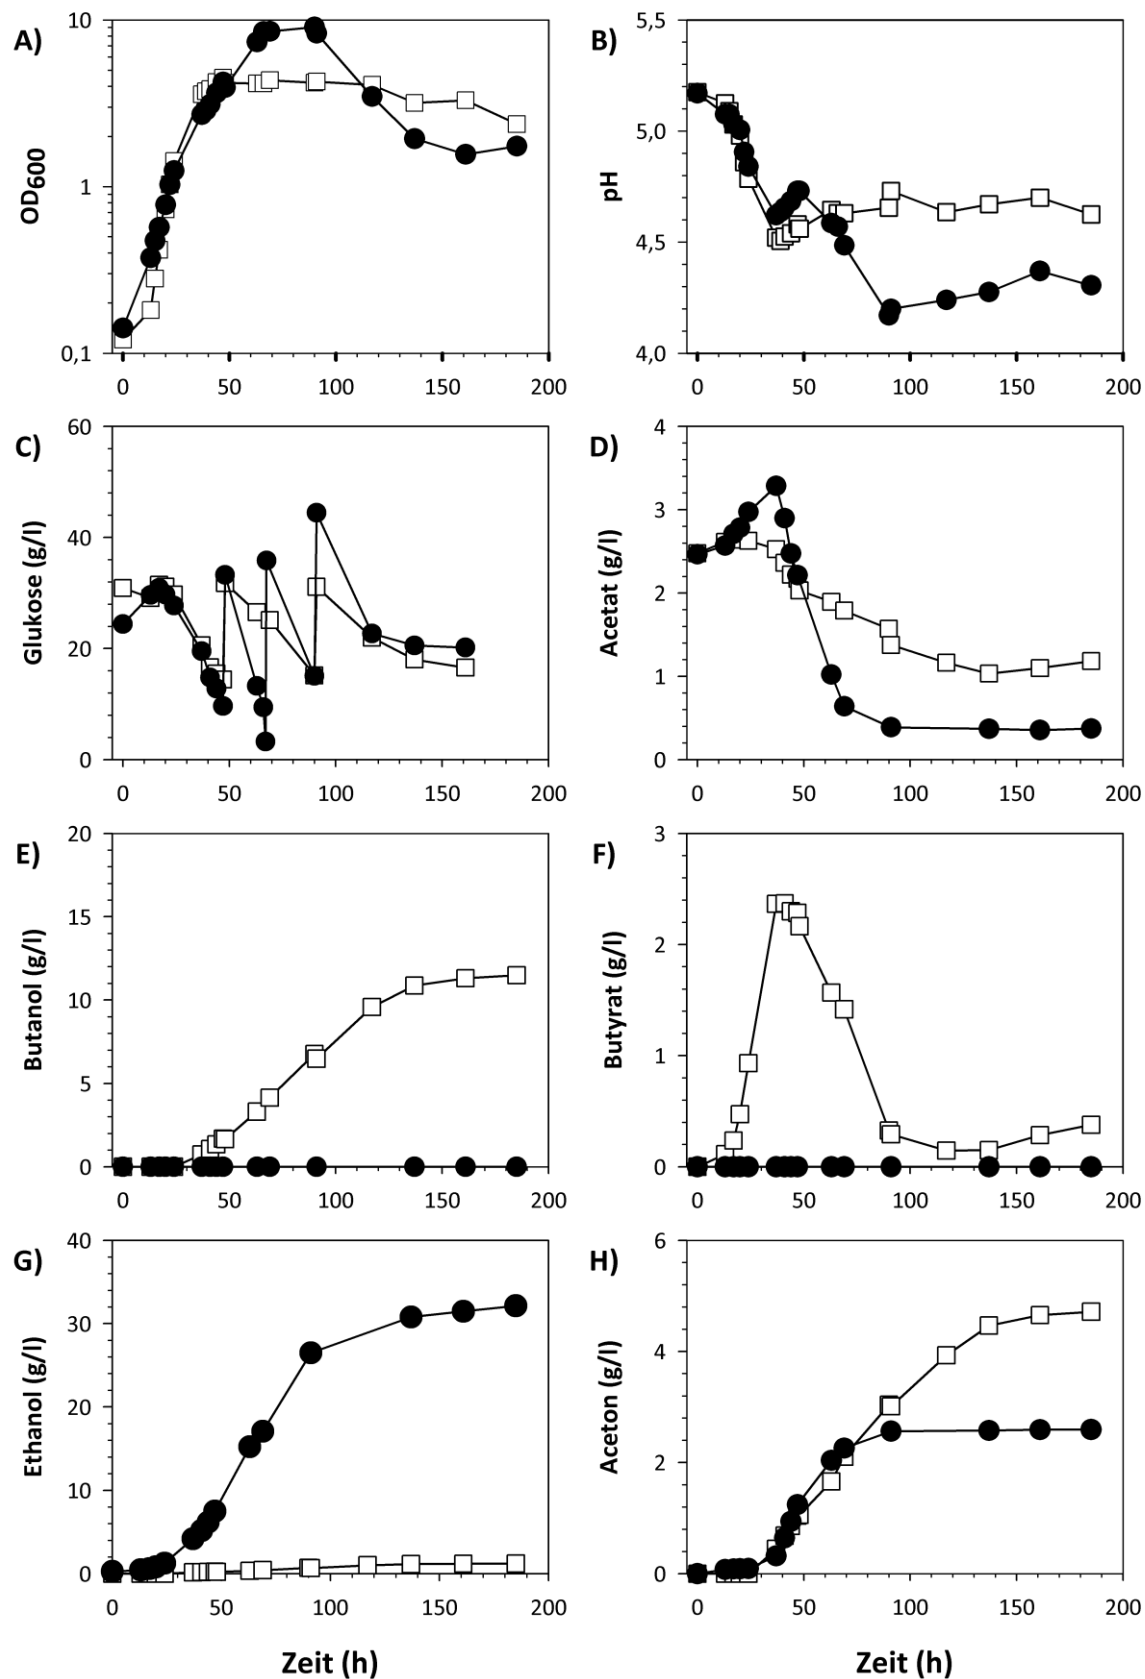 A)
OD600
10
1
0,1
0 50 100 150 200
B)
pH
5,5
5,0
4,5
4,0
0 50 100 150 200
C)
Glukose (g/l)
60
40
20
0
0 50 100 150 200
D)
Acetat (g/l)
4
3
2
1
0
0 50 100 150 200
E)
Butanol (g/l)
20
15
10
5
0
0 50 100 150 200
F)
Butyrat (g/l)
3
2
1
0
0 50 100 150 200
G)
Ethanol (g/l)
40
30
20
10
0
0 50 100 150 200
Zeit (h)
H)
Aceton (g/l)
6
4
2
0
0 50 100 150 200
Zeit (h)